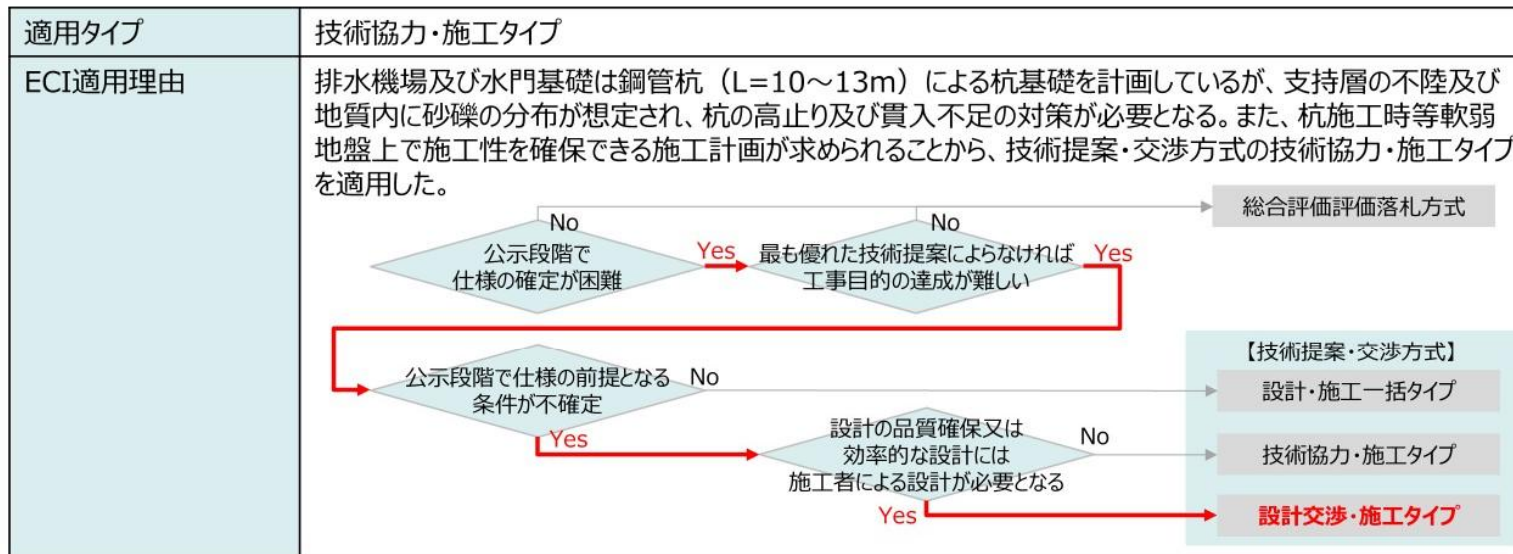 適用タイプ
技術協力・施工タイプ
ECI適用理由
排水機場及び水門基礎は鋼管杭（L=10～13m）による杭基礎を計画しているが、支持層の不陸及び
地質内に砂礫の分布が想定され、杭の高止り及び貫入不足の対策が必要となる。また、杭施工時等軟弱
地盤上で施工性を確保できる施工計画が求められることから、技術提案・交渉方式の技術協力・施工タイプ
を適用した。
総合評価評価落札方式
No
No
公示段階で
仕様の確定が困難
Yes
最も優れた技術提案によらなければ
工事目的の達成が難しい
Yes
【技術提案・交渉方式】
公示段階で仕様の前提となる
条件が不確定
No
設計・施工一括タイプ
Yes
設計の品質確保又は
効率的な設計には
施工者による設計が必要となる
No
技術協力・施工タイプ
Yes
設計交渉・施工タイプ